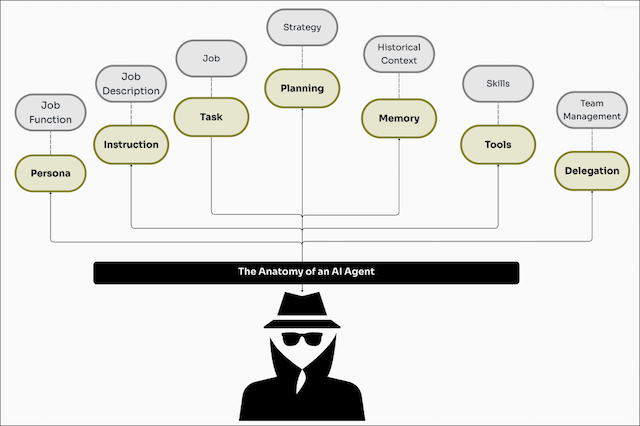 Strategy
Historical
Context
Job
Job
Description
Skills
Job
Function
Team
Management
Planning
Task
Memory
Instruction
Tools
Persona
Delegation
The Anatomy of an AI Agent